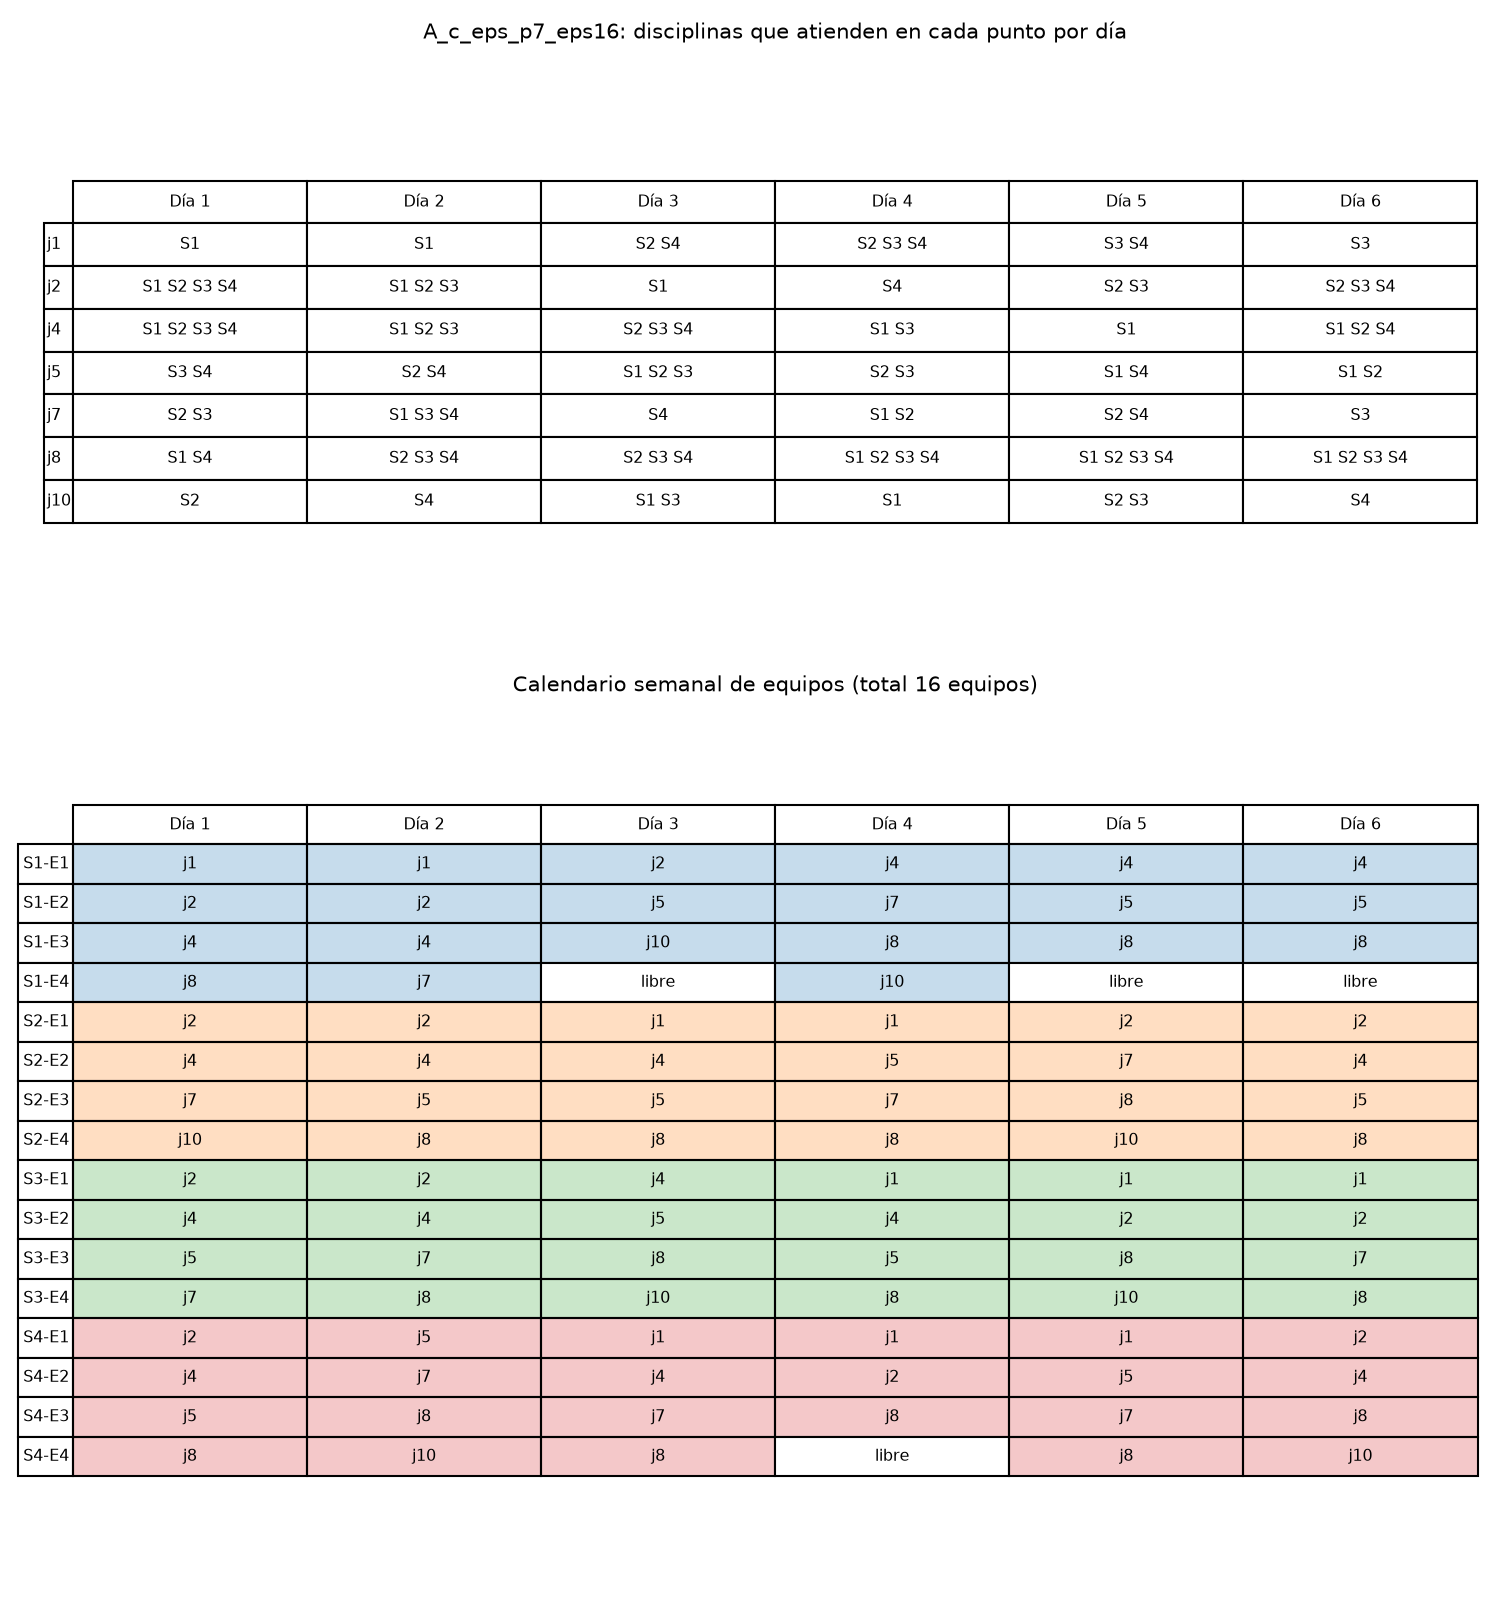 A_c_eps_p7_eps16: disciplinas que atienden en cada punto por día
Día 1 Día 2 Día 3 Día 4 Día 5 Día 6
j1 S1 S1 S2 S4 S2 S3 S4 S3 S4 S3
j2 S1 S2 S3 S4 S1 S2 S3 S1 S4 S2 S3 S2 S3 S4
j4 S1 S2 S3 S4 S1 S2 S3 S2 S3 S4 S1 S3 S1 S1 S2 S4
j5 S3 S4 S2 S4 S1 S2 S3 S2 S3 S1 S4 S1 S2
j7 S2 S3 S1 S3 S4 S4 S1 S2 S2 S4 S3
j8 S1 S4 S2 S3 S4 S2 S3 S4 S1 S2 S3 S4 S1 S2 S3 S4 S1 S2 S3 S4
j10 S2 S4 S1 S3 S1 S2 S3 S4
Calendario semanal de equipos (total 16 equipos)
Día 1 Día 2 Día 3 Día 4 Día 5 Día 6
S1-E1 j1 j1 j2 j4 j4 j4
S1-E2 j2 j2 j5 j7 j5 j5
S1-E3 j4 j4 j10 j8 j8 j8
S1-E4 j8 j7 libre j10 libre libre
S2-E1 j2 j2 j1 j1 j2 j2
S2-E2 j4 j4 j4 j5 j7 j4
S2-E3 j7 j5 j5 j7 j8 j5
S2-E4 j10 j8 j8 j8 j10 j8
S3-E1 j2 j2 j4 j1 j1 j1
S3-E2 j4 j4 j5 j4 j2 j2
S3-E3 j5 j7 j8 j5 j8 j7
S3-E4 j7 j8 j10 j8 j10 j8
S4-E1 j2 j5 j1 j1 j1 j2
S4-E2 j4 j7 j4 j2 j5 j4
S4-E3 j5 j8 j7 j8 j7 j8
S4-E4 j8 j10 j8 libre j8 j10